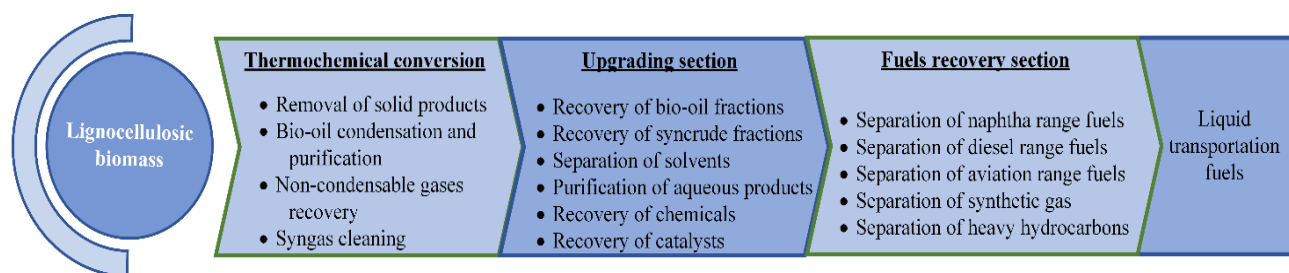 Lignocellulosic
biomass
Thermochemical conversion
• Removal of solid products
• Bio-oil condensation and
purification
• Non-condensable gases
recovery
• Syngas cleaning
Upgrading section
• Recovery of bio-oil fractions
• Recovery of syncrude fractions
• Separation of solvents
• Purification of aqueous products
• Recovery of chemicals
• Recovery of catalysts
Fuels recovery section
• Separation of naphtha range fuels
• Separation of diesel range fuels
• Separation of aviation range fuels
• Separation of synthetic gas
• Separation of heavy hydrocarbons
Liquid
transportation
fuels